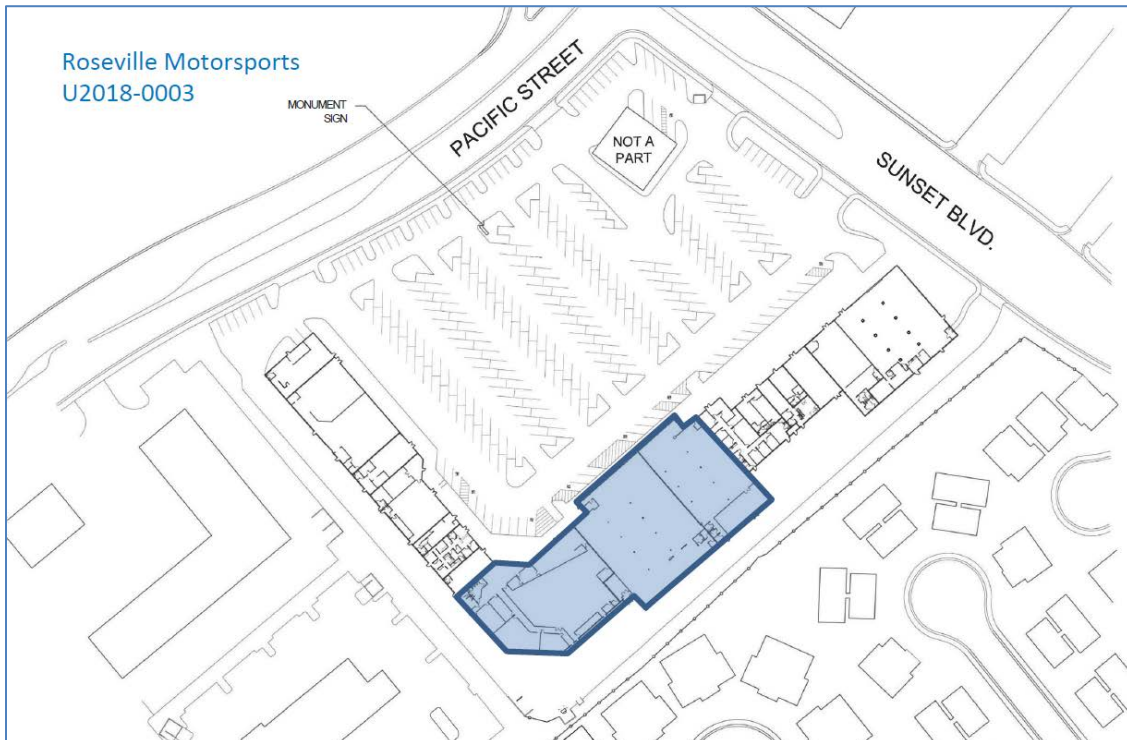 Roseville Motorsports
U2018-0003
MONUMENT
SIGN
PACIFIC STREET
NOT A
PART
SUNSET BLVD.